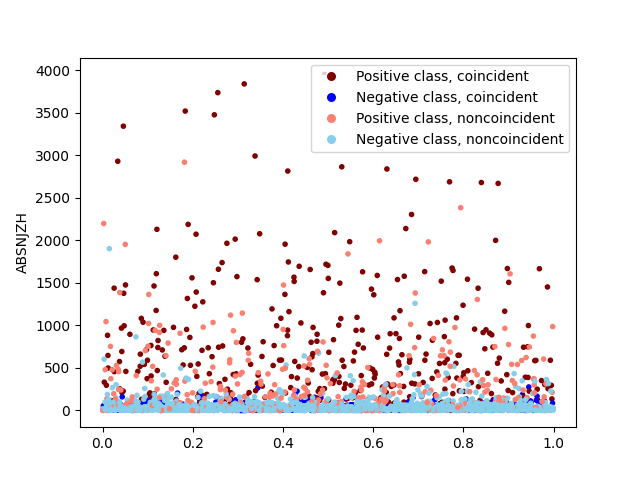 4000
3500
3000
2500
2000
1500
1000
500
0
ABSNJZH
0.0 0.2 0.4 0.6 0.8 1.0
Positive class, coincident
Negative class, coincident
Positive class, noncoincident
Negative class, noncoincident